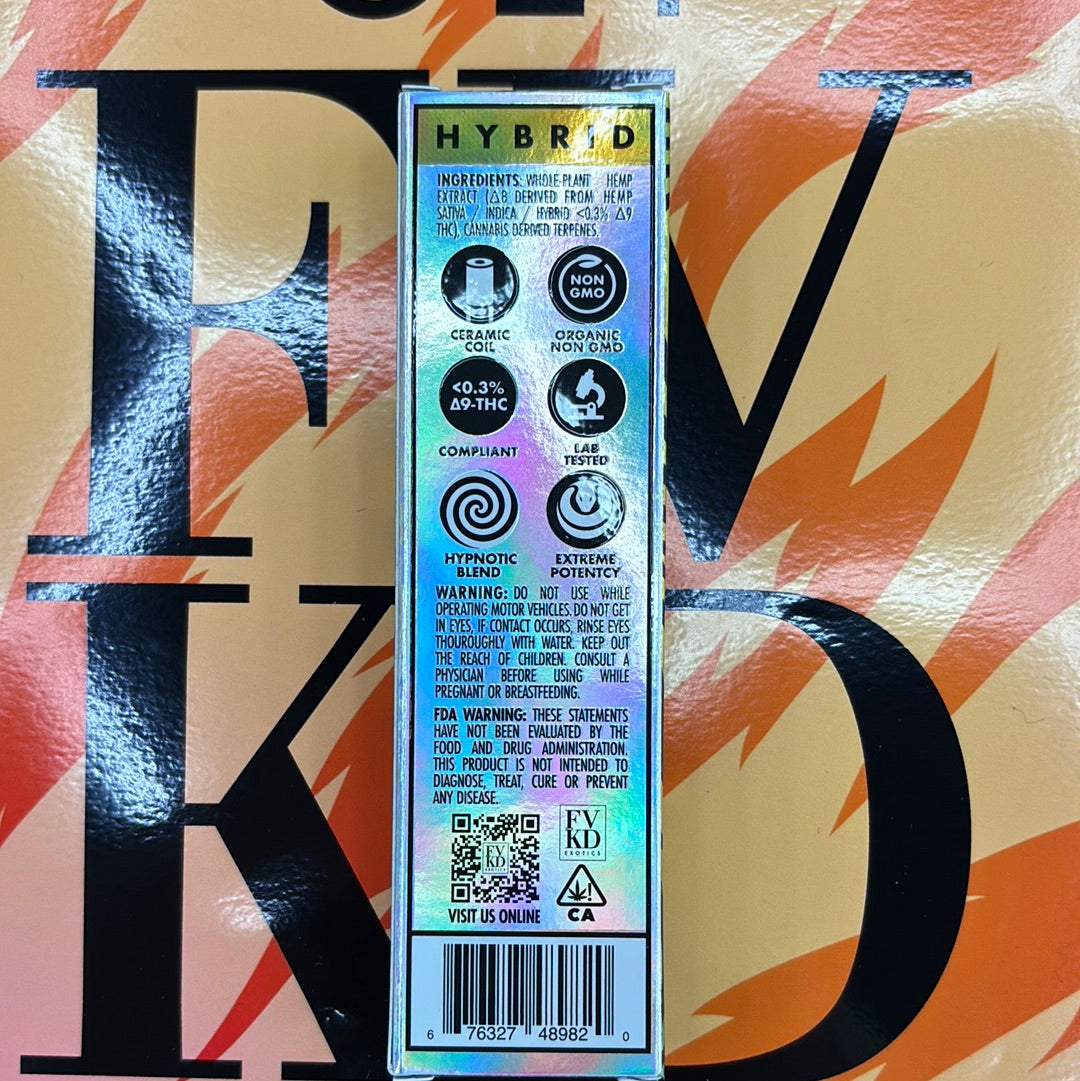 FV
KD
HYBRID
INGREDIENTS: WHOLE-PLANT HEMP
EXTRACT (Δ8 DERIVED FROM HEMP
SATIVA / INDICA / HYBRID <0.3% Δ9
THC), CANNABIS DERIVED TERPENES.
NON
GMO
CERAMIC
COIL
ORGANIC
NON GMO
<0.3%
Δ9-THC
COMPLIANT
LAB
TESTED
HYPNOTIC
BLEND
EXTREME
POTENTCY
WARNING: DO NOT USE WHILE
OPERATING MOTOR VEHICLES. DO NOT GET
IN EYES, IF CONTACT OCCURS, RINSE EYES
THOUROUGHLY WITH WATER. KEEP OUT
THE REACH OF CHILDREN. CONSULT A
PHYSICIAN BEFORE USING WHILE
PREGNANT OR BREASTFEEDING.
FDA WARNING: THESE STATEMENTS
HAVE NOT BEEN EVALUATED BY THE
FOOD AND DRUG ADMINISTRATION.
THIS PRODUCT IS NOT INTENDED TO
DIAGNOSE, TREAT, CURE OR PREVENT
ANY DISEASE.
FV
KD
FV
KD
EXOTICS
VISIT US ONLINE
CA
6 76327 48982 0